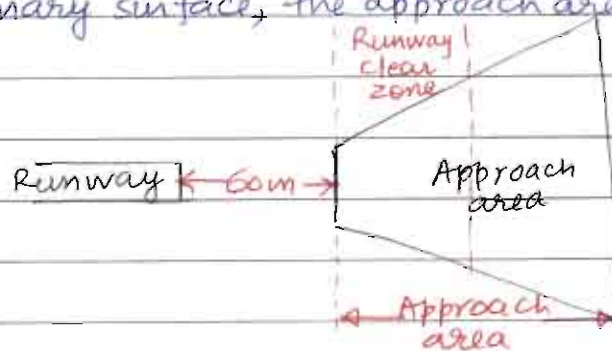 nary surface, the approach are
Runway
clear
zone
Runway
60m
Approach
area
Approach
area